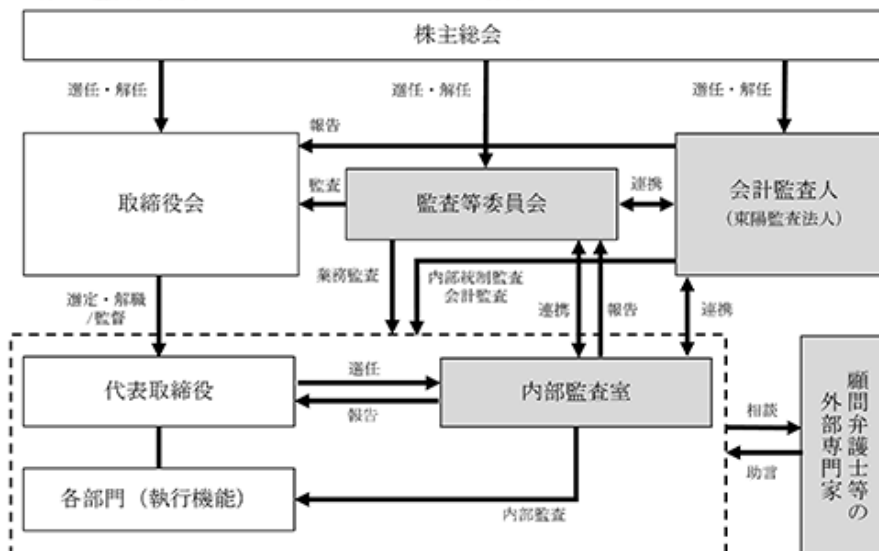 株主総会
選任・解任
選任・解任
選任・解任
報告
取締役会
監査
監査等委員会
連携
会計監査人
(東陽監査法人)
業務監査
内部統制監査
会計監査
選定・解職
/監督
連携
報告
連携
代表取締役
選任
報告
内部監査室
相談
助言
顧問弁護士等の
外部専門家
各部門（執行機能）
内部監査